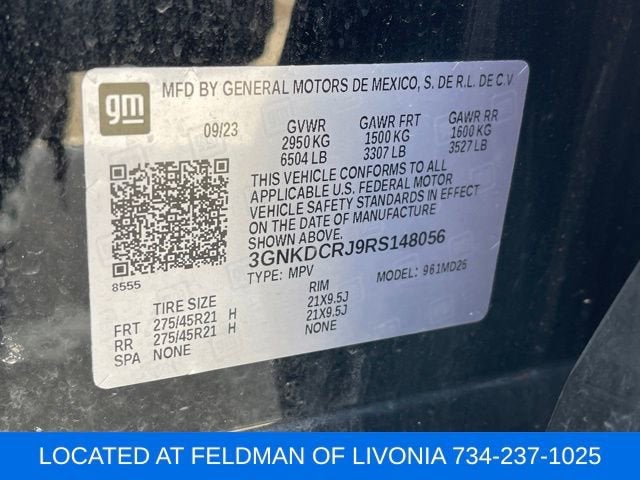 gm
MFD BY GENERAL MOTORS DE MEXICO, S. DE R.L. DE C.V
09/23 GVWR GAWR FRT GAWR RR
2950 KG 1500 KG 1600 KG
6504 LB 3307 LB 3527 LB
THIS VEHICLE CONFORMS TO ALL
APPLICABLE U.S. FEDERAL MOTOR
VEHICLE SAFETY STANDARDS IN EFFECT
ON THE DATE OF MANUFACTURE
SHOWN ABOVE.
3GNKDCRJ9RS148056
8555 TYPE: MPV MODEL: 961MD26
TIRE SIZE RIM
FRT 275/45R21 H 21X9.5J
RR 275/45R21 H 21X9.5J
SPA NONE NONE
LOCATED AT FELDMAN OF LIVONIA 734-237-1025